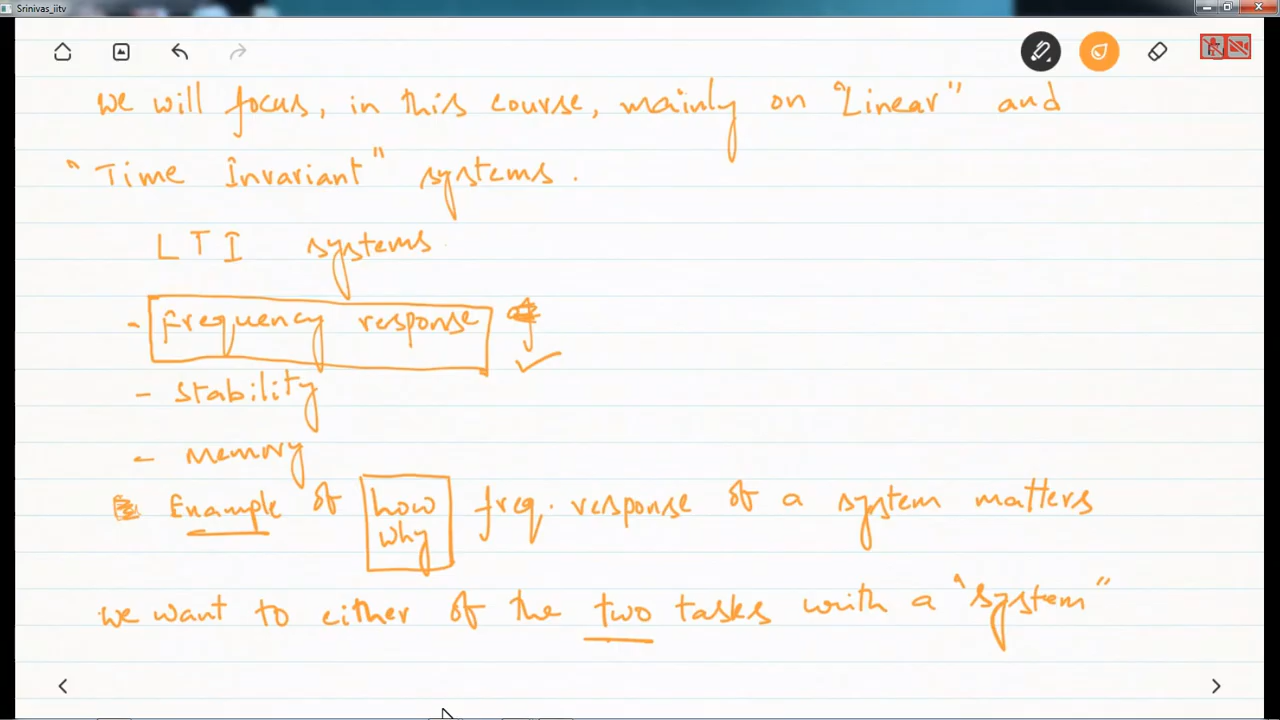 Srinivas_iitv
we will focus, in this course, mainly on "Linear" and
"Time Invariant" systems.
LTI systems
- frequency response
- stability
- memory
Example of how why freq. response of a system matters
we want to either of the two tasks with a "system"